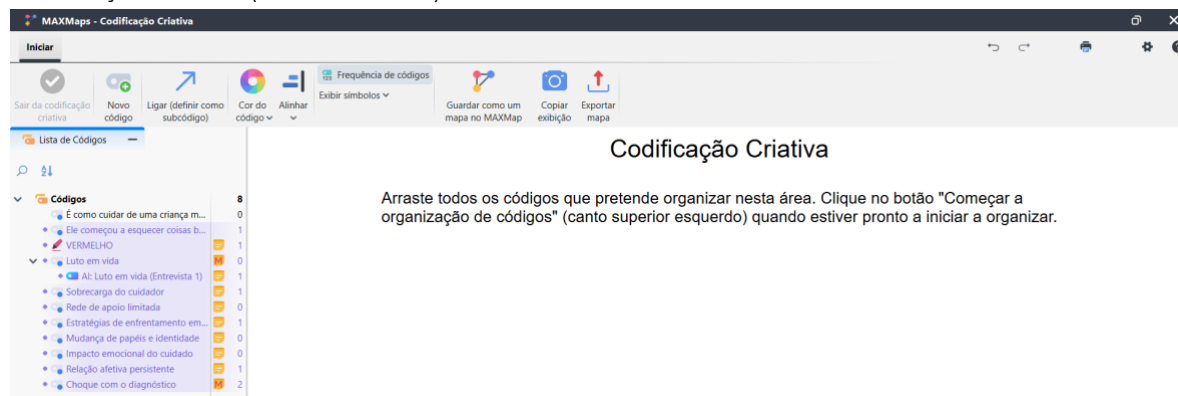 MAXMaps - Codificação Criativa
Iniciar
Sair da codificação criativa
Novo código
Ligar (definir como subcódigo)
Cor do código
Alinhar
Frequência de códigos
Exibir símbolos
Guardar como um mapa no MAXMap
Copiar exibição
Exportar mapa
Lista de Códigos
Códigos 8
É como cuidar de uma criança m... 0
Ele começou a esquecer coisas b... 1
VERMELHO 1
Luto em vida M 0
AI: Luto em vida (Entrevista 1) 1
Sobrecarga do cuidador 1
Rede de apoio limitada 0
Estratégias de enfrentamento em... 1
Mudança de papéis e identidade 0
Impacto emocional do cuidado 0
Relação afetiva persistente 1
Choque com o diagnóstico M 2
Codificação Criativa
Arraste todos os códigos que pretende organizar nesta área. Clique no botão "Começar a
organização de códigos" (canto superior esquerdo) quando estiver pronto a iniciar a organizar.